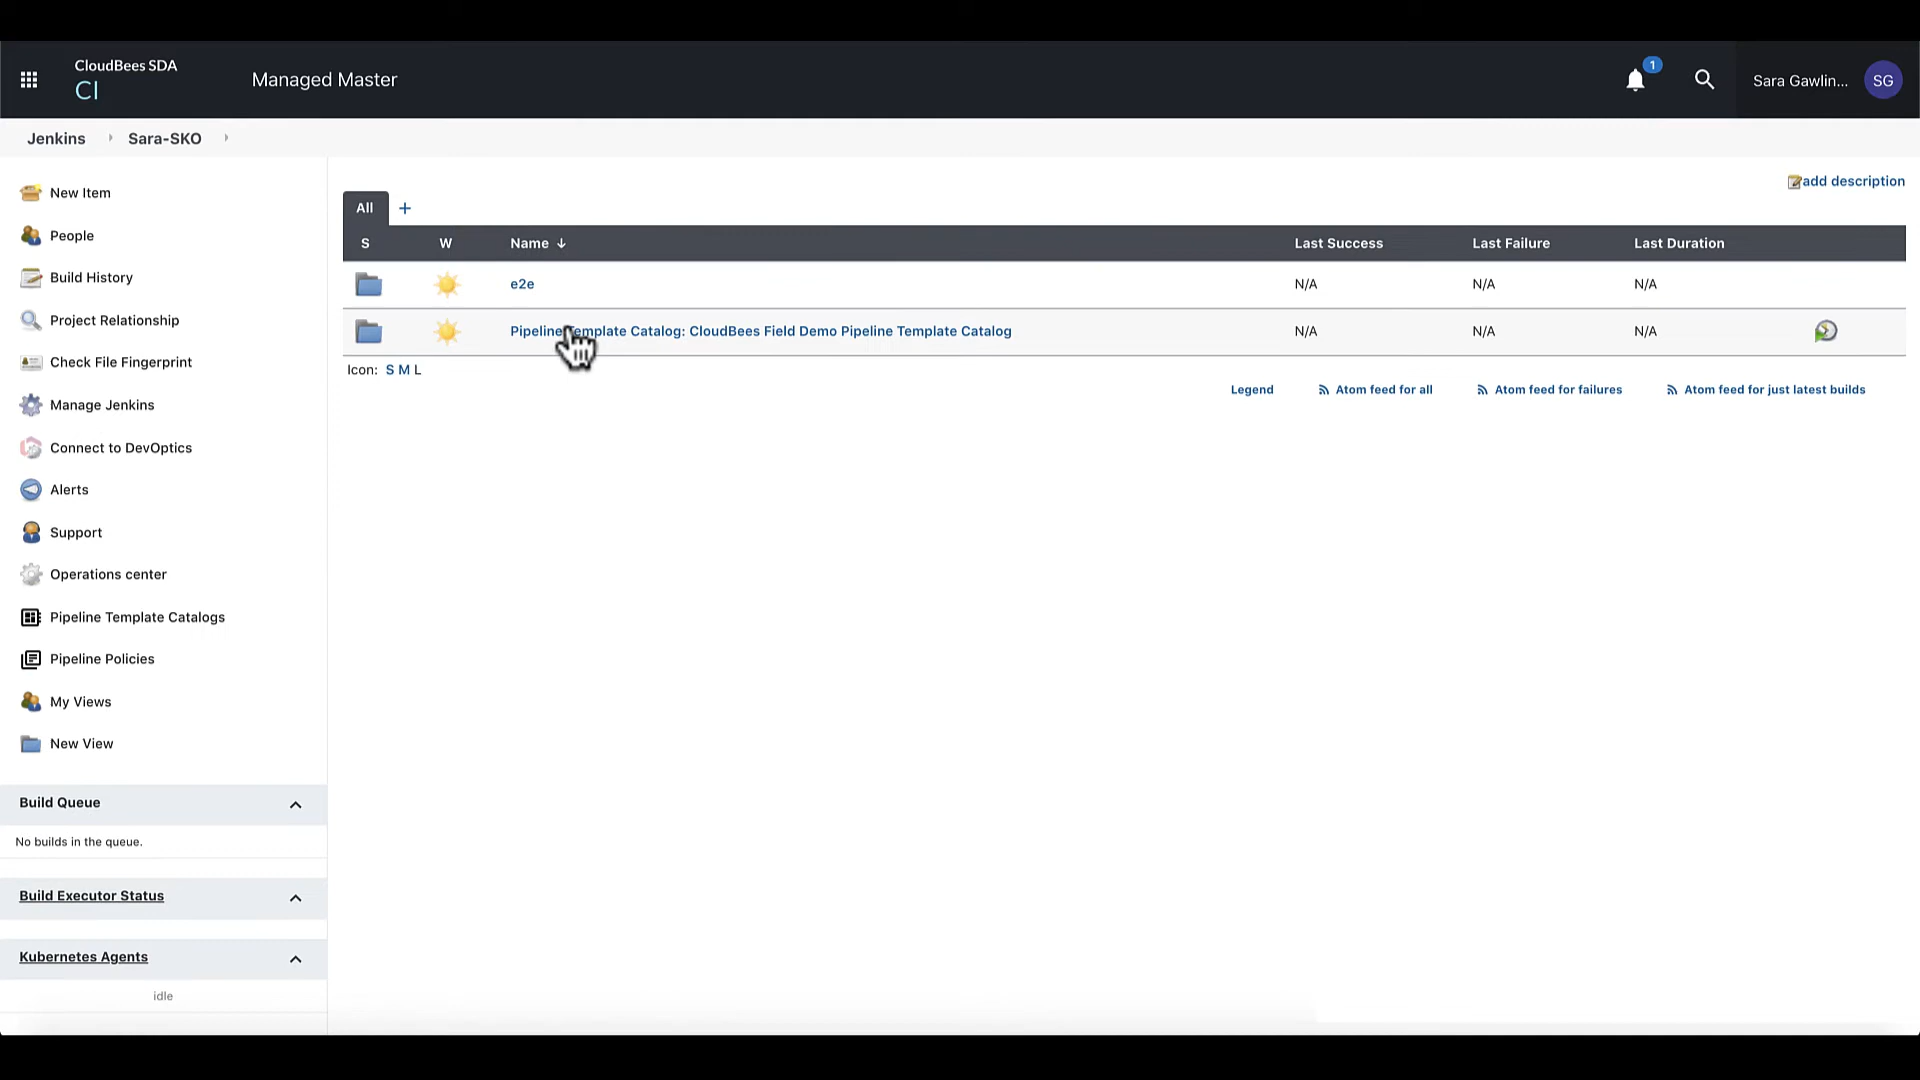 CloudBees SDA
CI
Managed Master
1
Sara Gawlin...
SG
Jenkins
Sara-SKO
New Item
People
Build History
Project Relationship
Check File Fingerprint
Manage Jenkins
Connect to DevOptics
Alerts
Support
Operations center
Pipeline Template Catalogs
Pipeline Policies
My Views
New View
Build Queue
No builds in the queue.
Build Executor Status
Kubernetes Agents
idle
add description
All +
S W Name ↓ Last Success Last Failure Last Duration
e2e N/A N/A N/A
Pipeline Template Catalog: CloudBees Field Demo Pipeline Template Catalog N/A N/A N/A
Icon: S M L
Legend Atom feed for all Atom feed for failures Atom feed for just latest builds